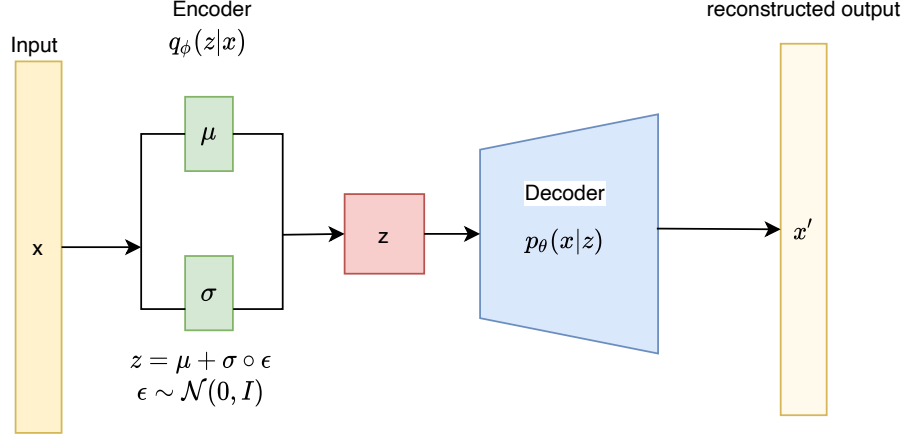 Encoder
q_ϕ(z|x)
reconstructed output
Input
μ
x
σ
z = μ + σ ∘ ϵ
ϵ ∼ 𝒩(0, I)
z
Decoder
p_θ(x|z)
x′